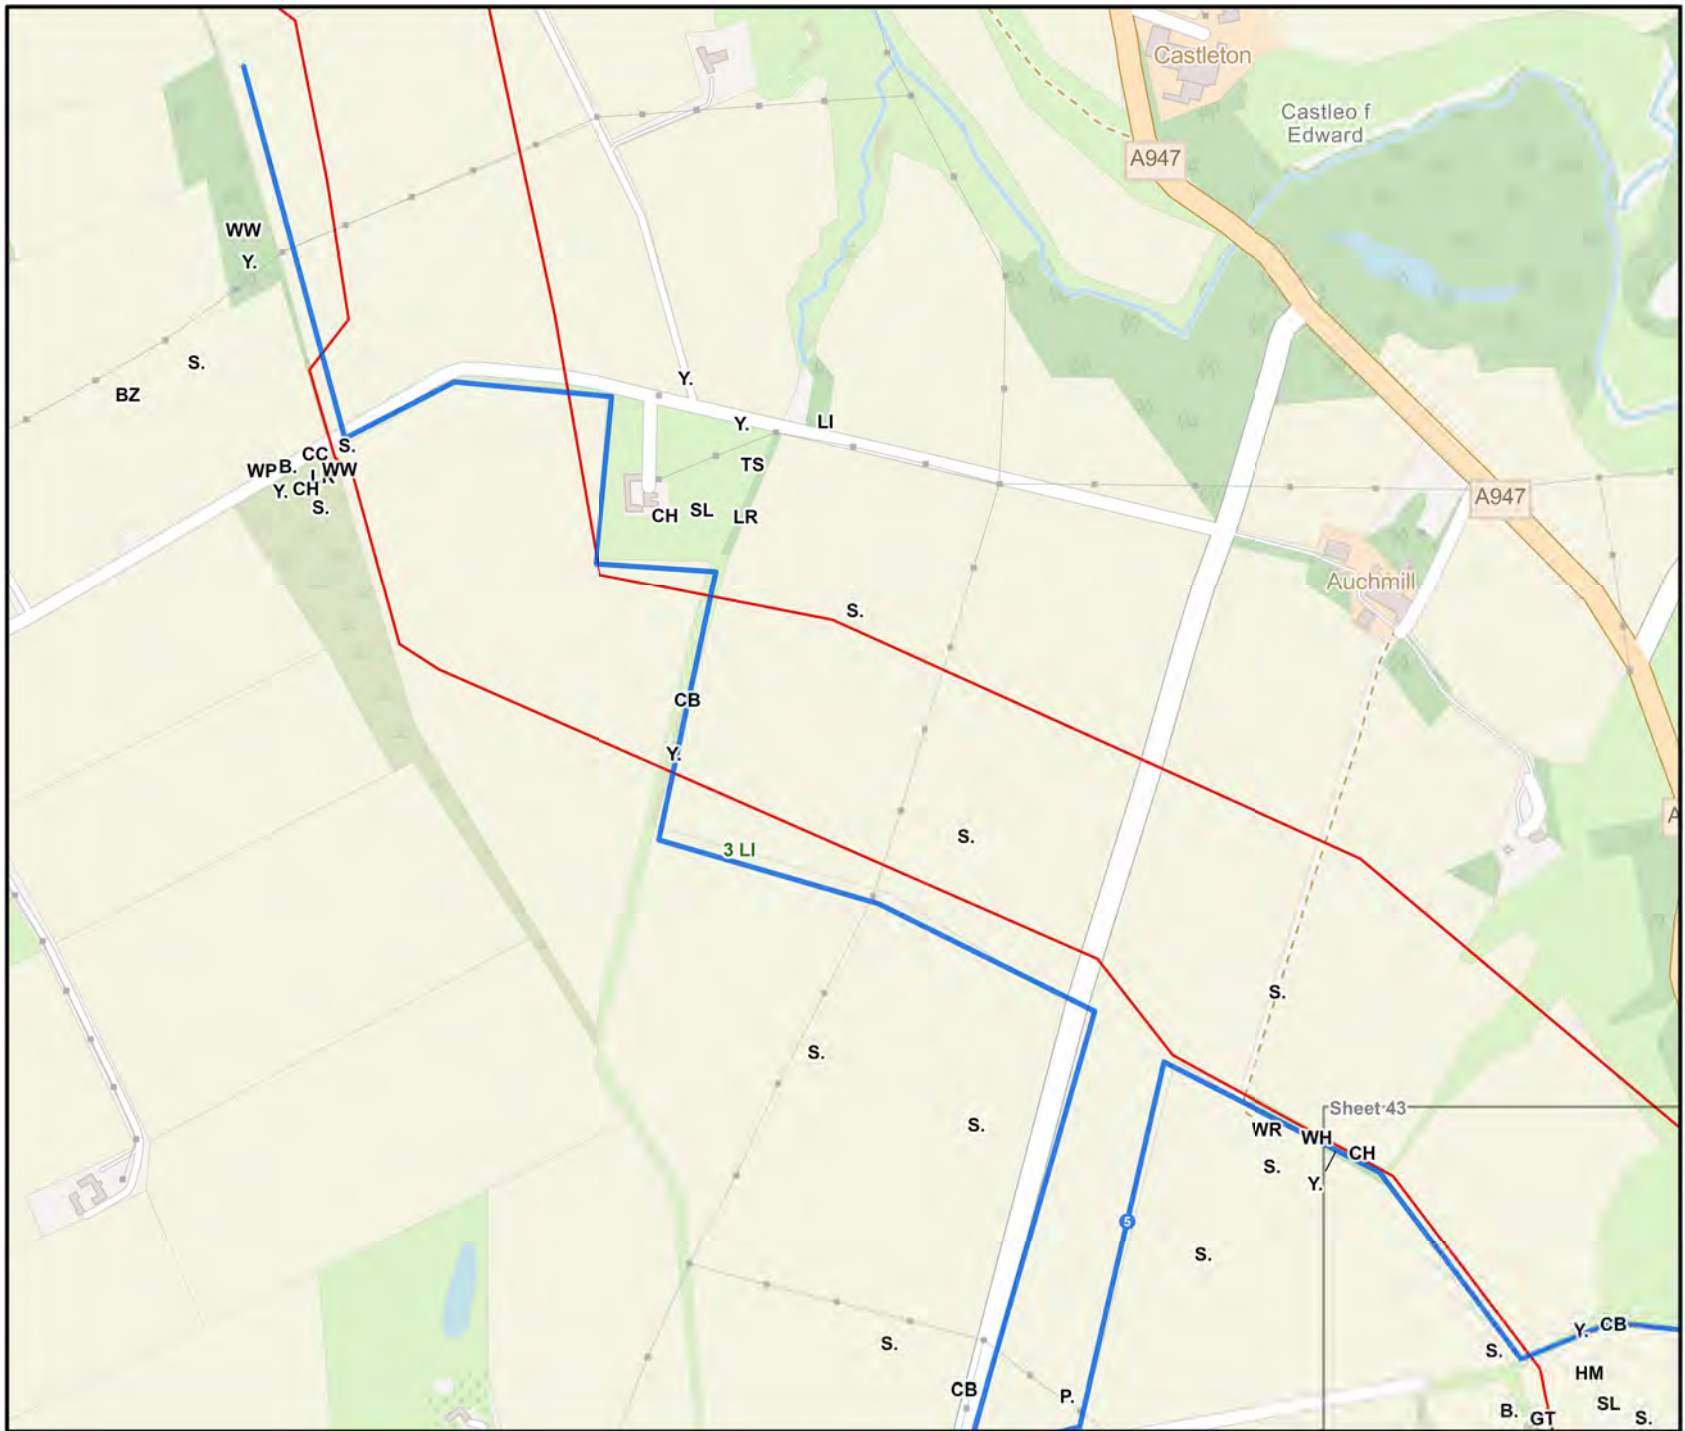 Castleton
Castleo f
Edward
A947
WW
Y.
S.
BZ
Y.
Y.
LI
S.
CC
WP
B.
WW
Y.
CH
S.
TS
CH
SL
LR
A947
Auchmill
S.
CB
Y.
A
S.
3 LI
S.
S.
S.
Sheet 43
WR
WH
CH
S.
Y.
5
S.
S.
Y.
CB
S.
HM
CB
P.
SL
B.
GT
S.